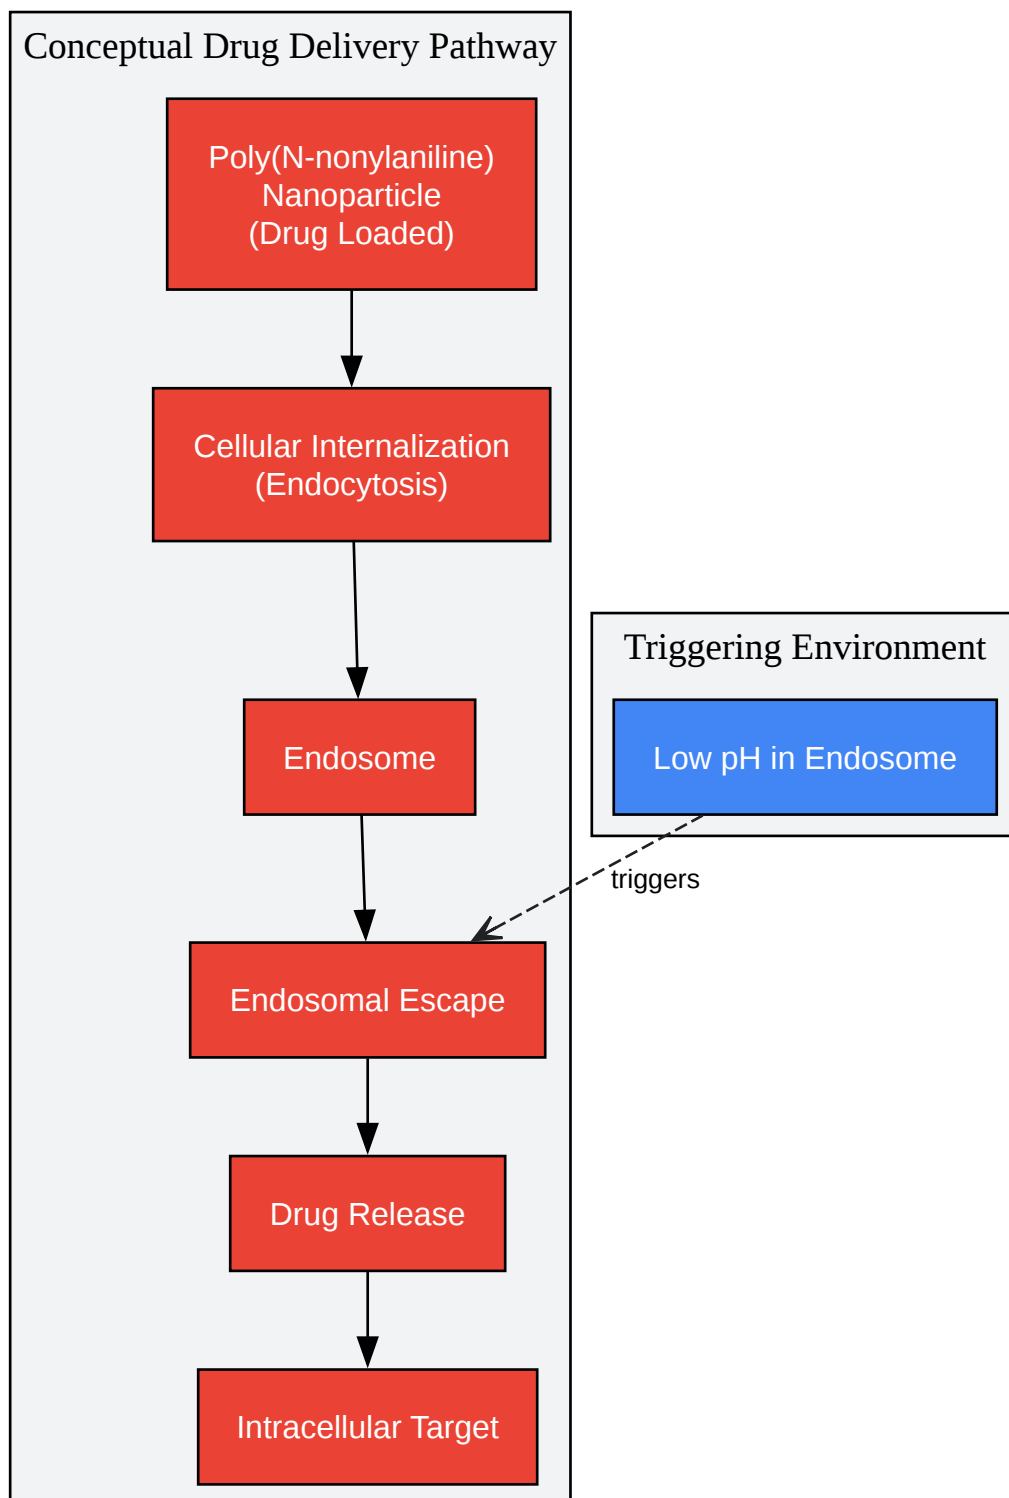 Conceptual Drug Delivery Pathway
Poly(N-nonylaniline)
Nanoparticle
(Drug Loaded)
Cellular Internalization
(Endocytosis)
Triggering Environment
Endosome
Low pH in Endosome
triggers
Endosomal Escape
Drug Release
Intracellular Target